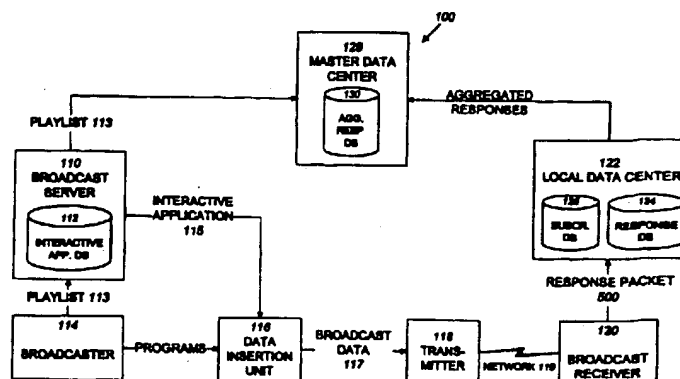 100
129
MASTER DATA
CENTER
130
AGG.
RESP
DB
AGGREGATED
RESPONSES
PLAYLIST 113
110
BROADCAST
SERVER
112
INTERACTIVE
APP. DB
INTERACTIVE
APPLICATION
115
122
LOCAL DATA CENTER
SUBCR.
DB
124
RESPONSE
DB
PLAYLIST 113
RESPONSE PACKET
500
114
BROADCASTER
PROGRAMS
116
DATA
INSERTION
UNIT
BROADCAST
DATA
117
118
TRANS-
MITTER
NETWORK 119
120
BROADCAST
RECEIVER